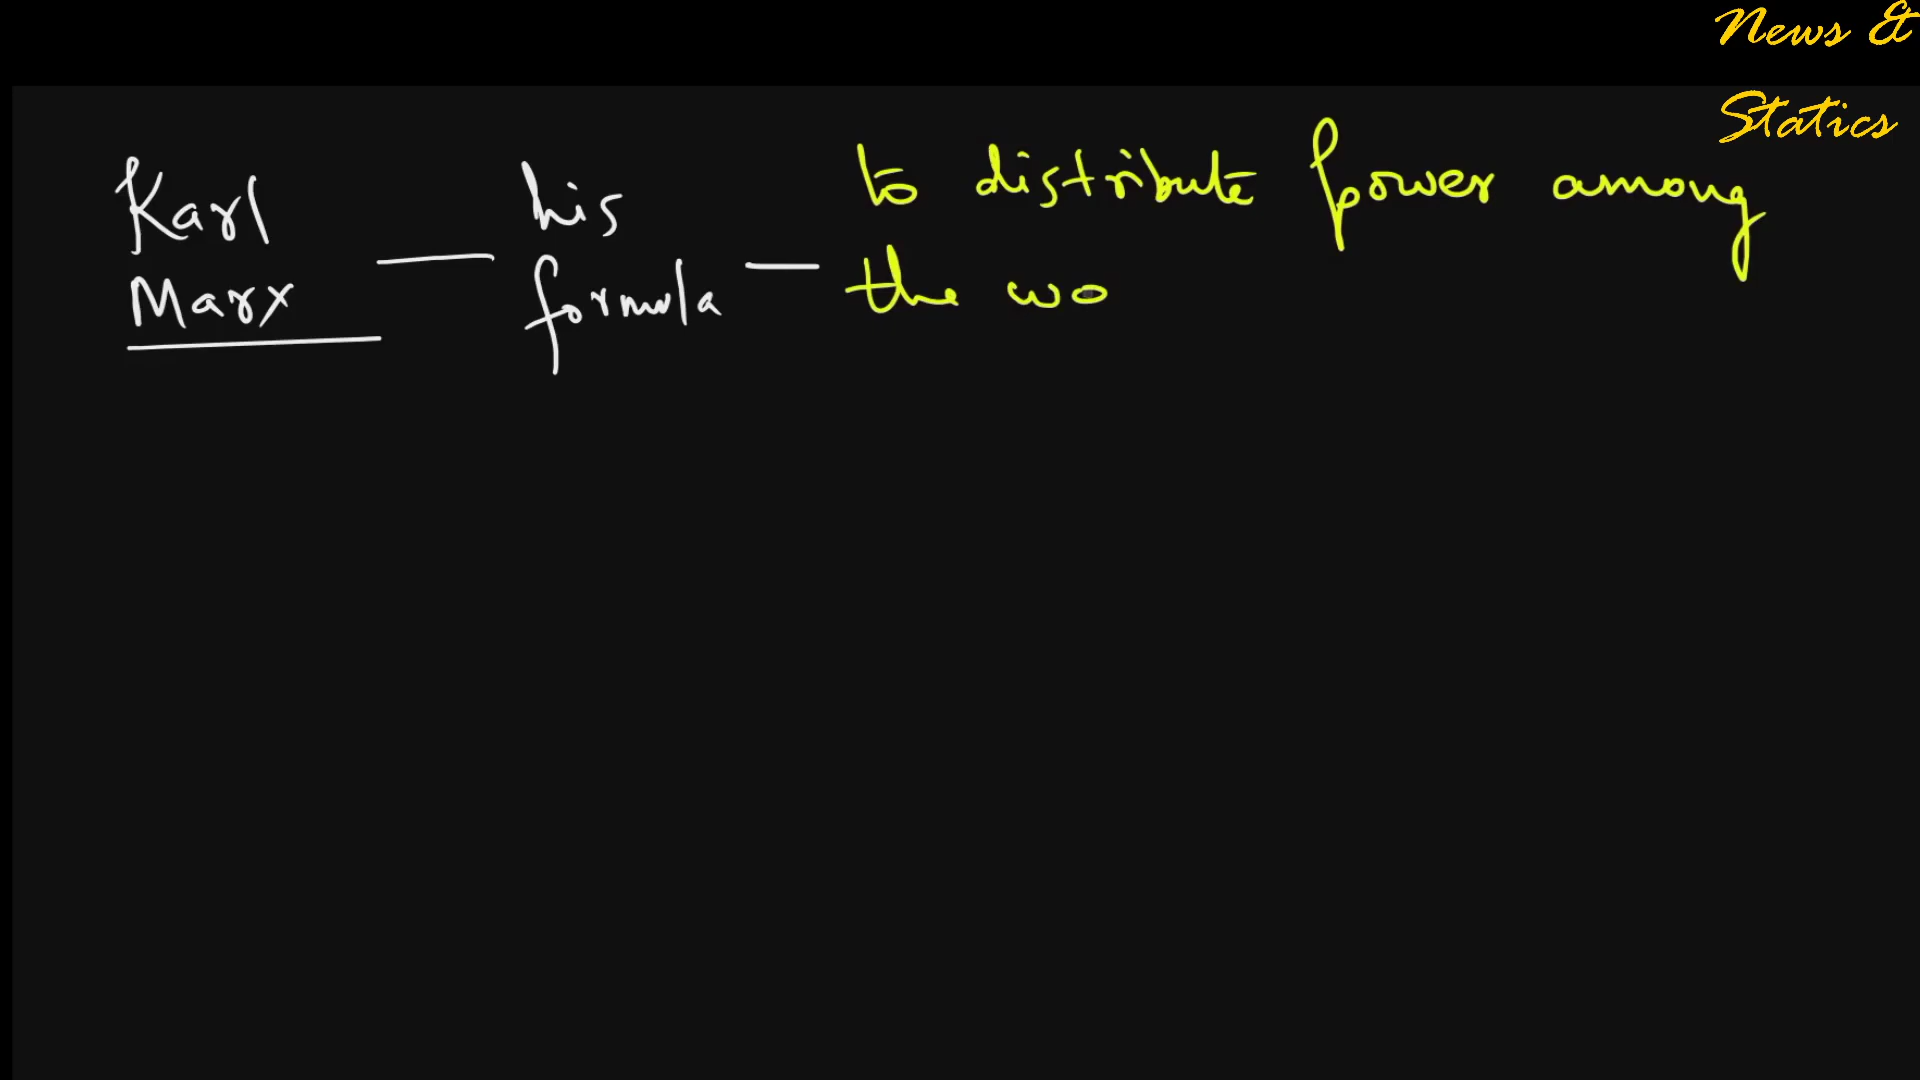 News &
Statics
Karl
Marx
— his
formula
— to distribute power among
the wo